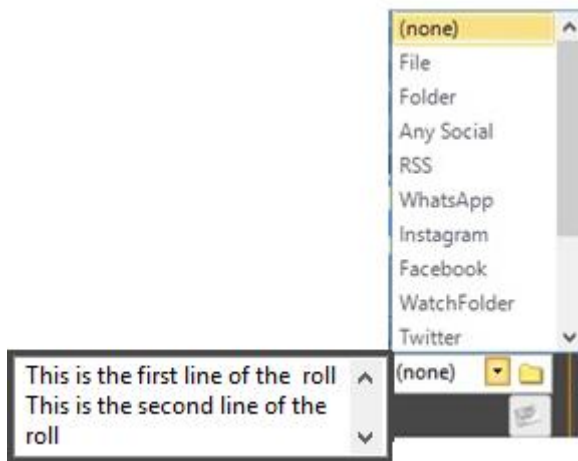 (none)
File
Folder
Any Social
RSS
WhatsApp
Instagram
Facebook
WatchFolder
Twitter
(none)
This is the first line of the  roll
This is the second line of the
roll